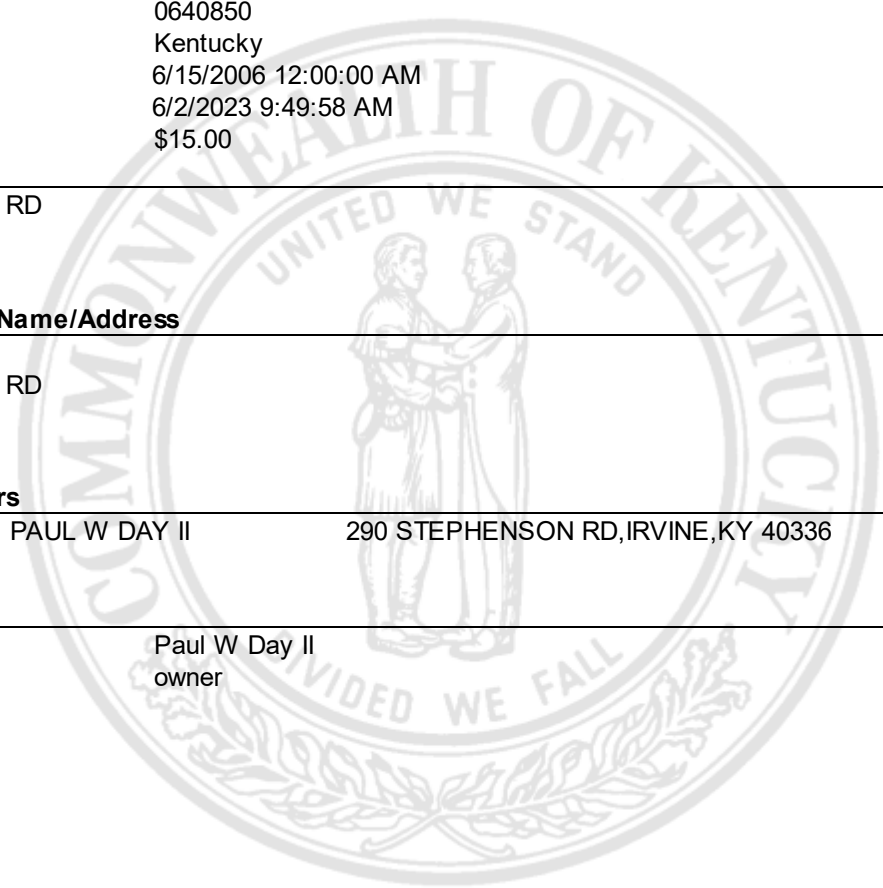 0640850
Kentucky
6/15/2006 12:00:00 AM
6/2/2023 9:49:58 AM
$15.00
RD
Name/Address
RD
rs
PAUL W DAY II 290 STEPHENSON RD,IRVINE,KY 40336
Paul W Day II
owner
COMMONWEALTH OF KENTUCKY
UNITED WE STAND
DIVIDED WE FALL